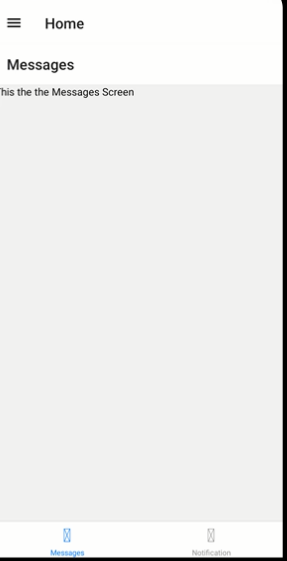 Home
Messages
This the the Messages Screen
Messages
Notification